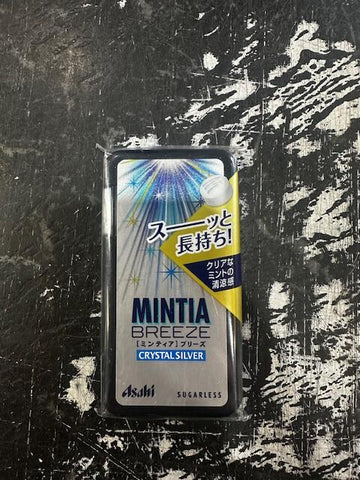 スーーッと
長持ち!
クリアな
ミントの
清涼感
MINTIA
BREEZE
[ミンティア] ブリーズ
CRYSTAL SILVER
Asahi
SUGARLESS